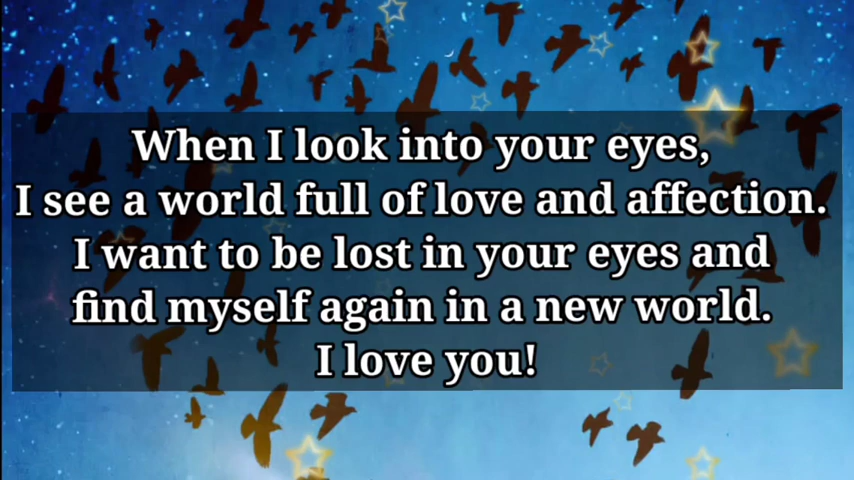 When I look into your eyes,
I see a world full of love and affection.
I want to be lost in your eyes and
find myself again in a new world.
I love you!